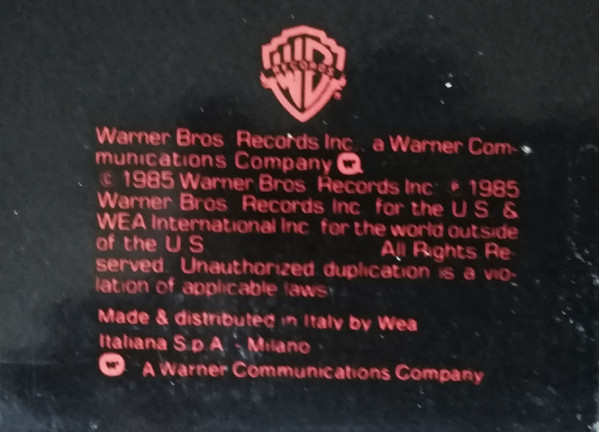 WB
RECORDS
®
Warner Bros. Records Inc., a Warner Com-
munications Company
© 1985 Warner Bros. Records Inc. ℗ 1985
Warner Bros. Records Inc. for the U.S. &
WEA International Inc. for the world outside
of the U.S. All Rights Re-
served. Unauthorized duplication is a vio-
lation of applicable laws.
Made & distributed in Italy by Wea
Italiana S.p.A. - Milano
A Warner Communications Company